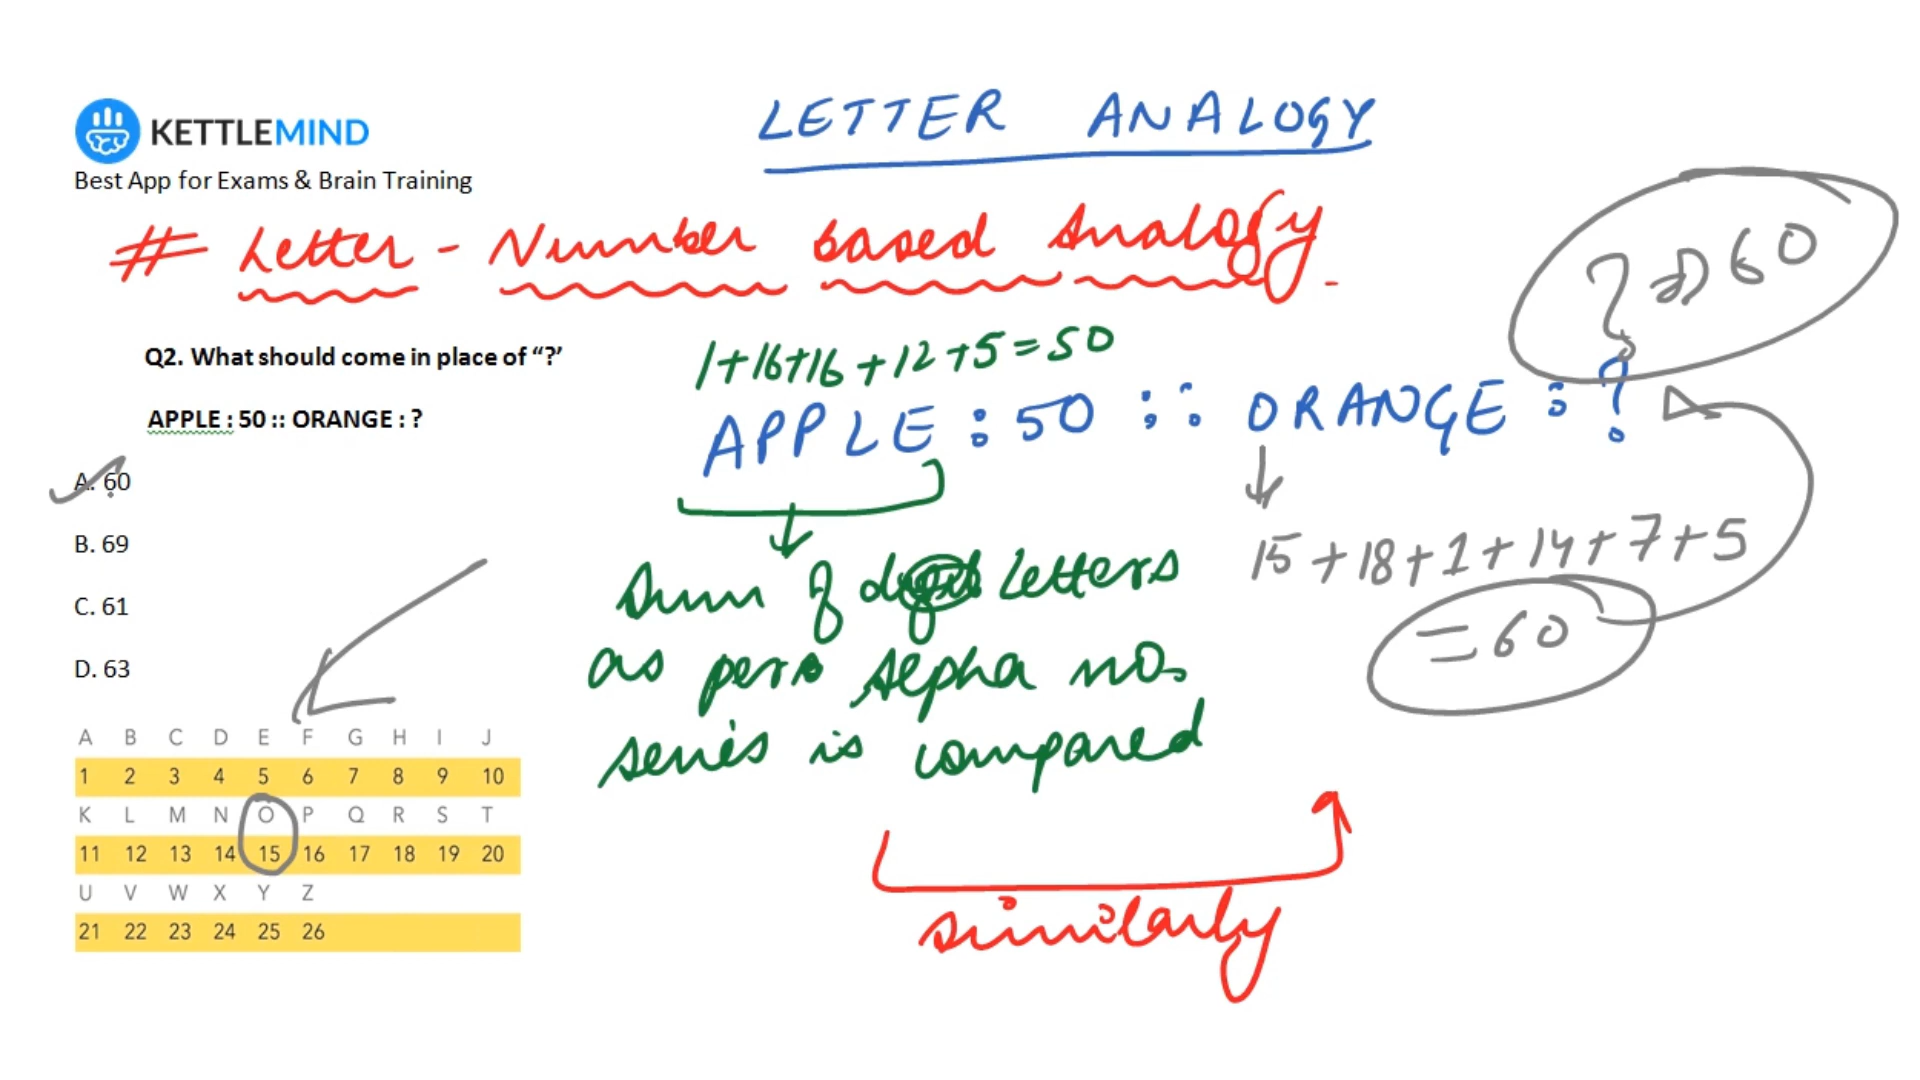 KETTLEMIND
Best App for Exams & Brain Training
LETTER ANALOGY
# Letter - Number based Analogy.
? ⇒ 60
Q2. What should come in place of “?’
APPLE : 50 :: ORANGE : ?
A. 60
B. 69
C. 61
D. 63
1+16+16+12+5=50
APPLE : 50 :: ORANGE : ?
15+18+1+14+7+5
=60
Sum of Letters
as per Alpha no.
series is compared
similarly
A B C D E F G H I J
1 2 3 4 5 6 7 8 9 10
K L M N O P Q R S T
11 12 13 14 15 16 17 18 19 20
U V W X Y Z
21 22 23 24 25 26